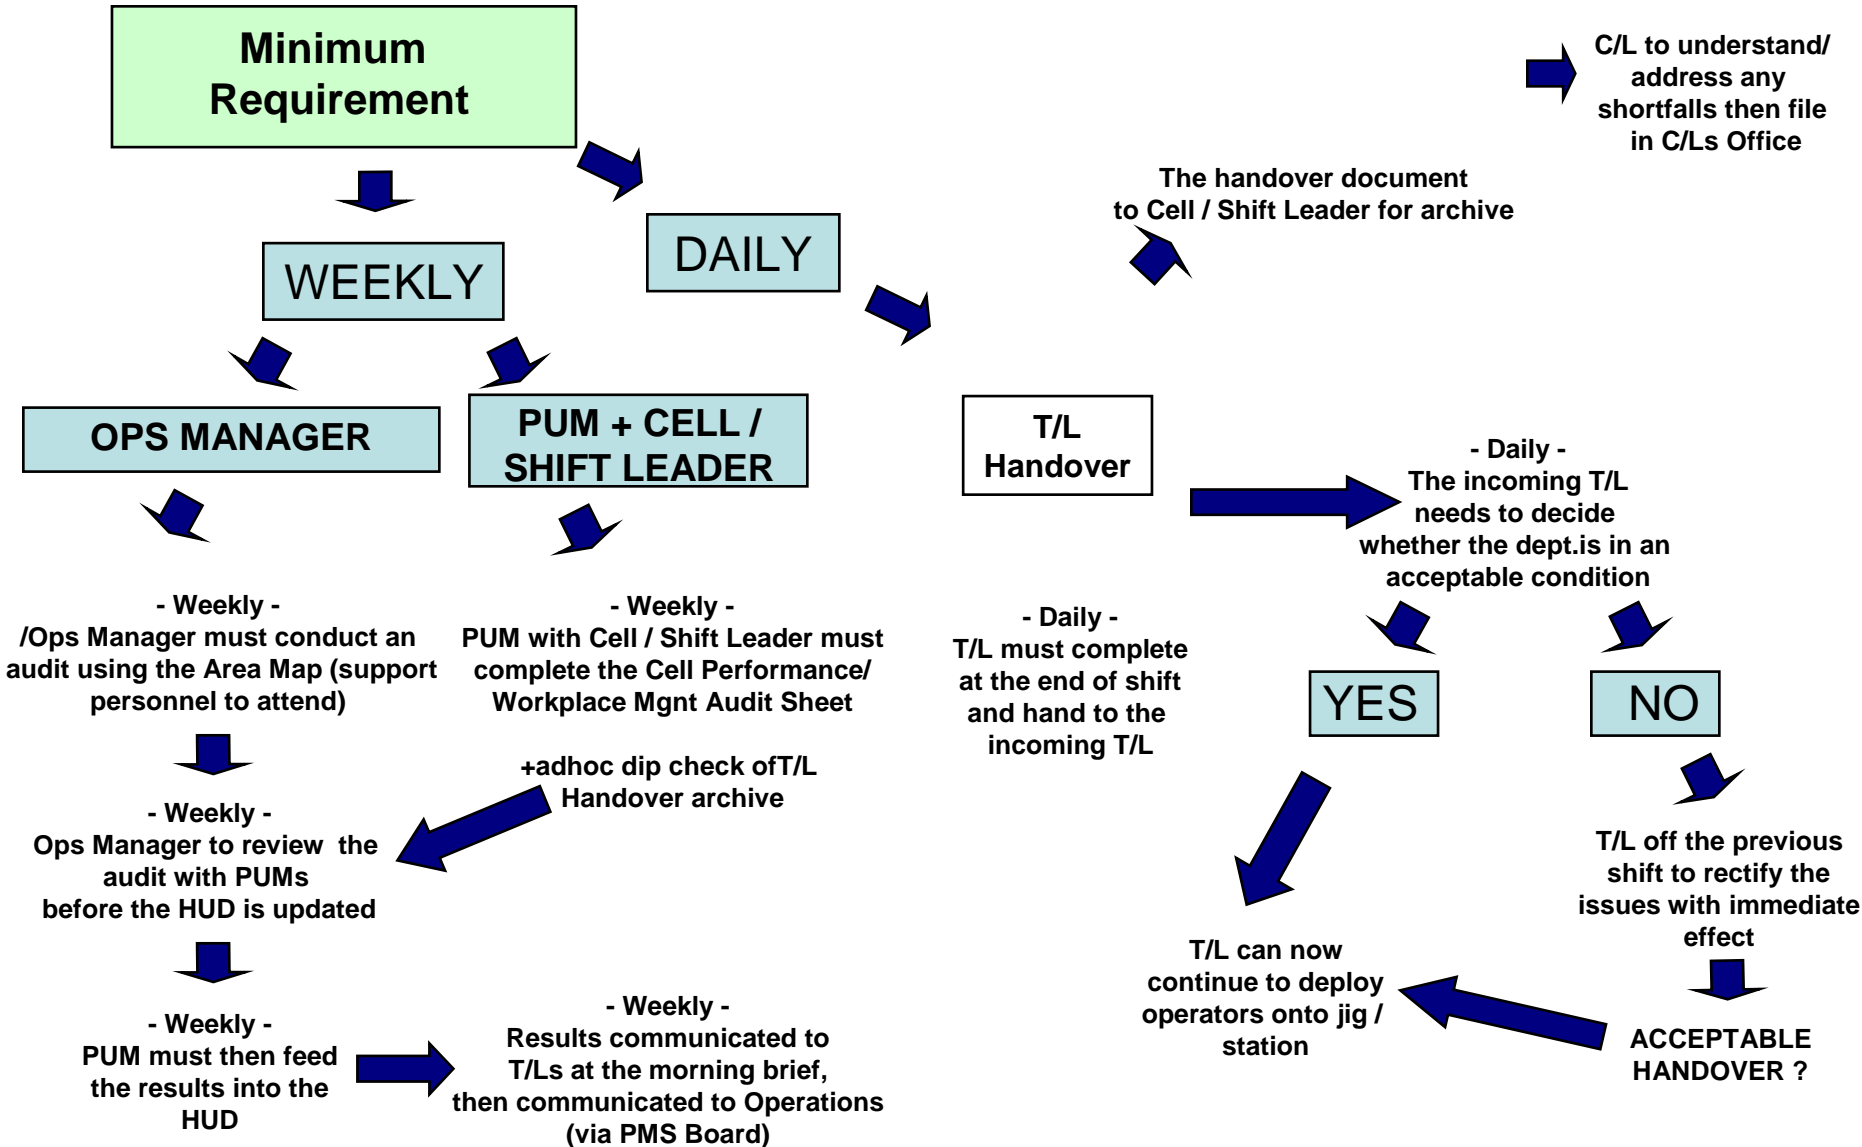 Minimum
Requirement
WEEKLY
DAILY
OPS MANAGER
PUM + CELL /
SHIFT LEADER
- Weekly -
/Ops Manager must conduct an
audit using the Area Map (support
personnel to attend)
- Weekly -
PUM with Cell / Shift Leader must
complete the Cell Performance/
Workplace Mgnt Audit Sheet
+adhoc dip check ofT/L
Handover archive
- Weekly -
Ops Manager to review  the
audit with PUMs
before the HUD is updated
- Weekly -
PUM must then feed
the results into the
HUD
- Weekly -
Results communicated to
T/Ls at the morning brief,
then communicated to Operations
(via PMS Board)
T/L
Handover
- Daily -
T/L must complete
at the end of shift
and hand to the
incoming T/L
The handover document
to Cell / Shift Leader for archive
C/L to understand/
address any
shortfalls then file
in C/Ls Office
- Daily -
The incoming T/L
needs to decide
whether the dept.is in an
acceptable condition
YES
NO
T/L can now
continue to deploy
operators onto jig /
station
T/L off the previous
shift to rectify the
issues with immediate
effect
ACCEPTABLE
HANDOVER ?